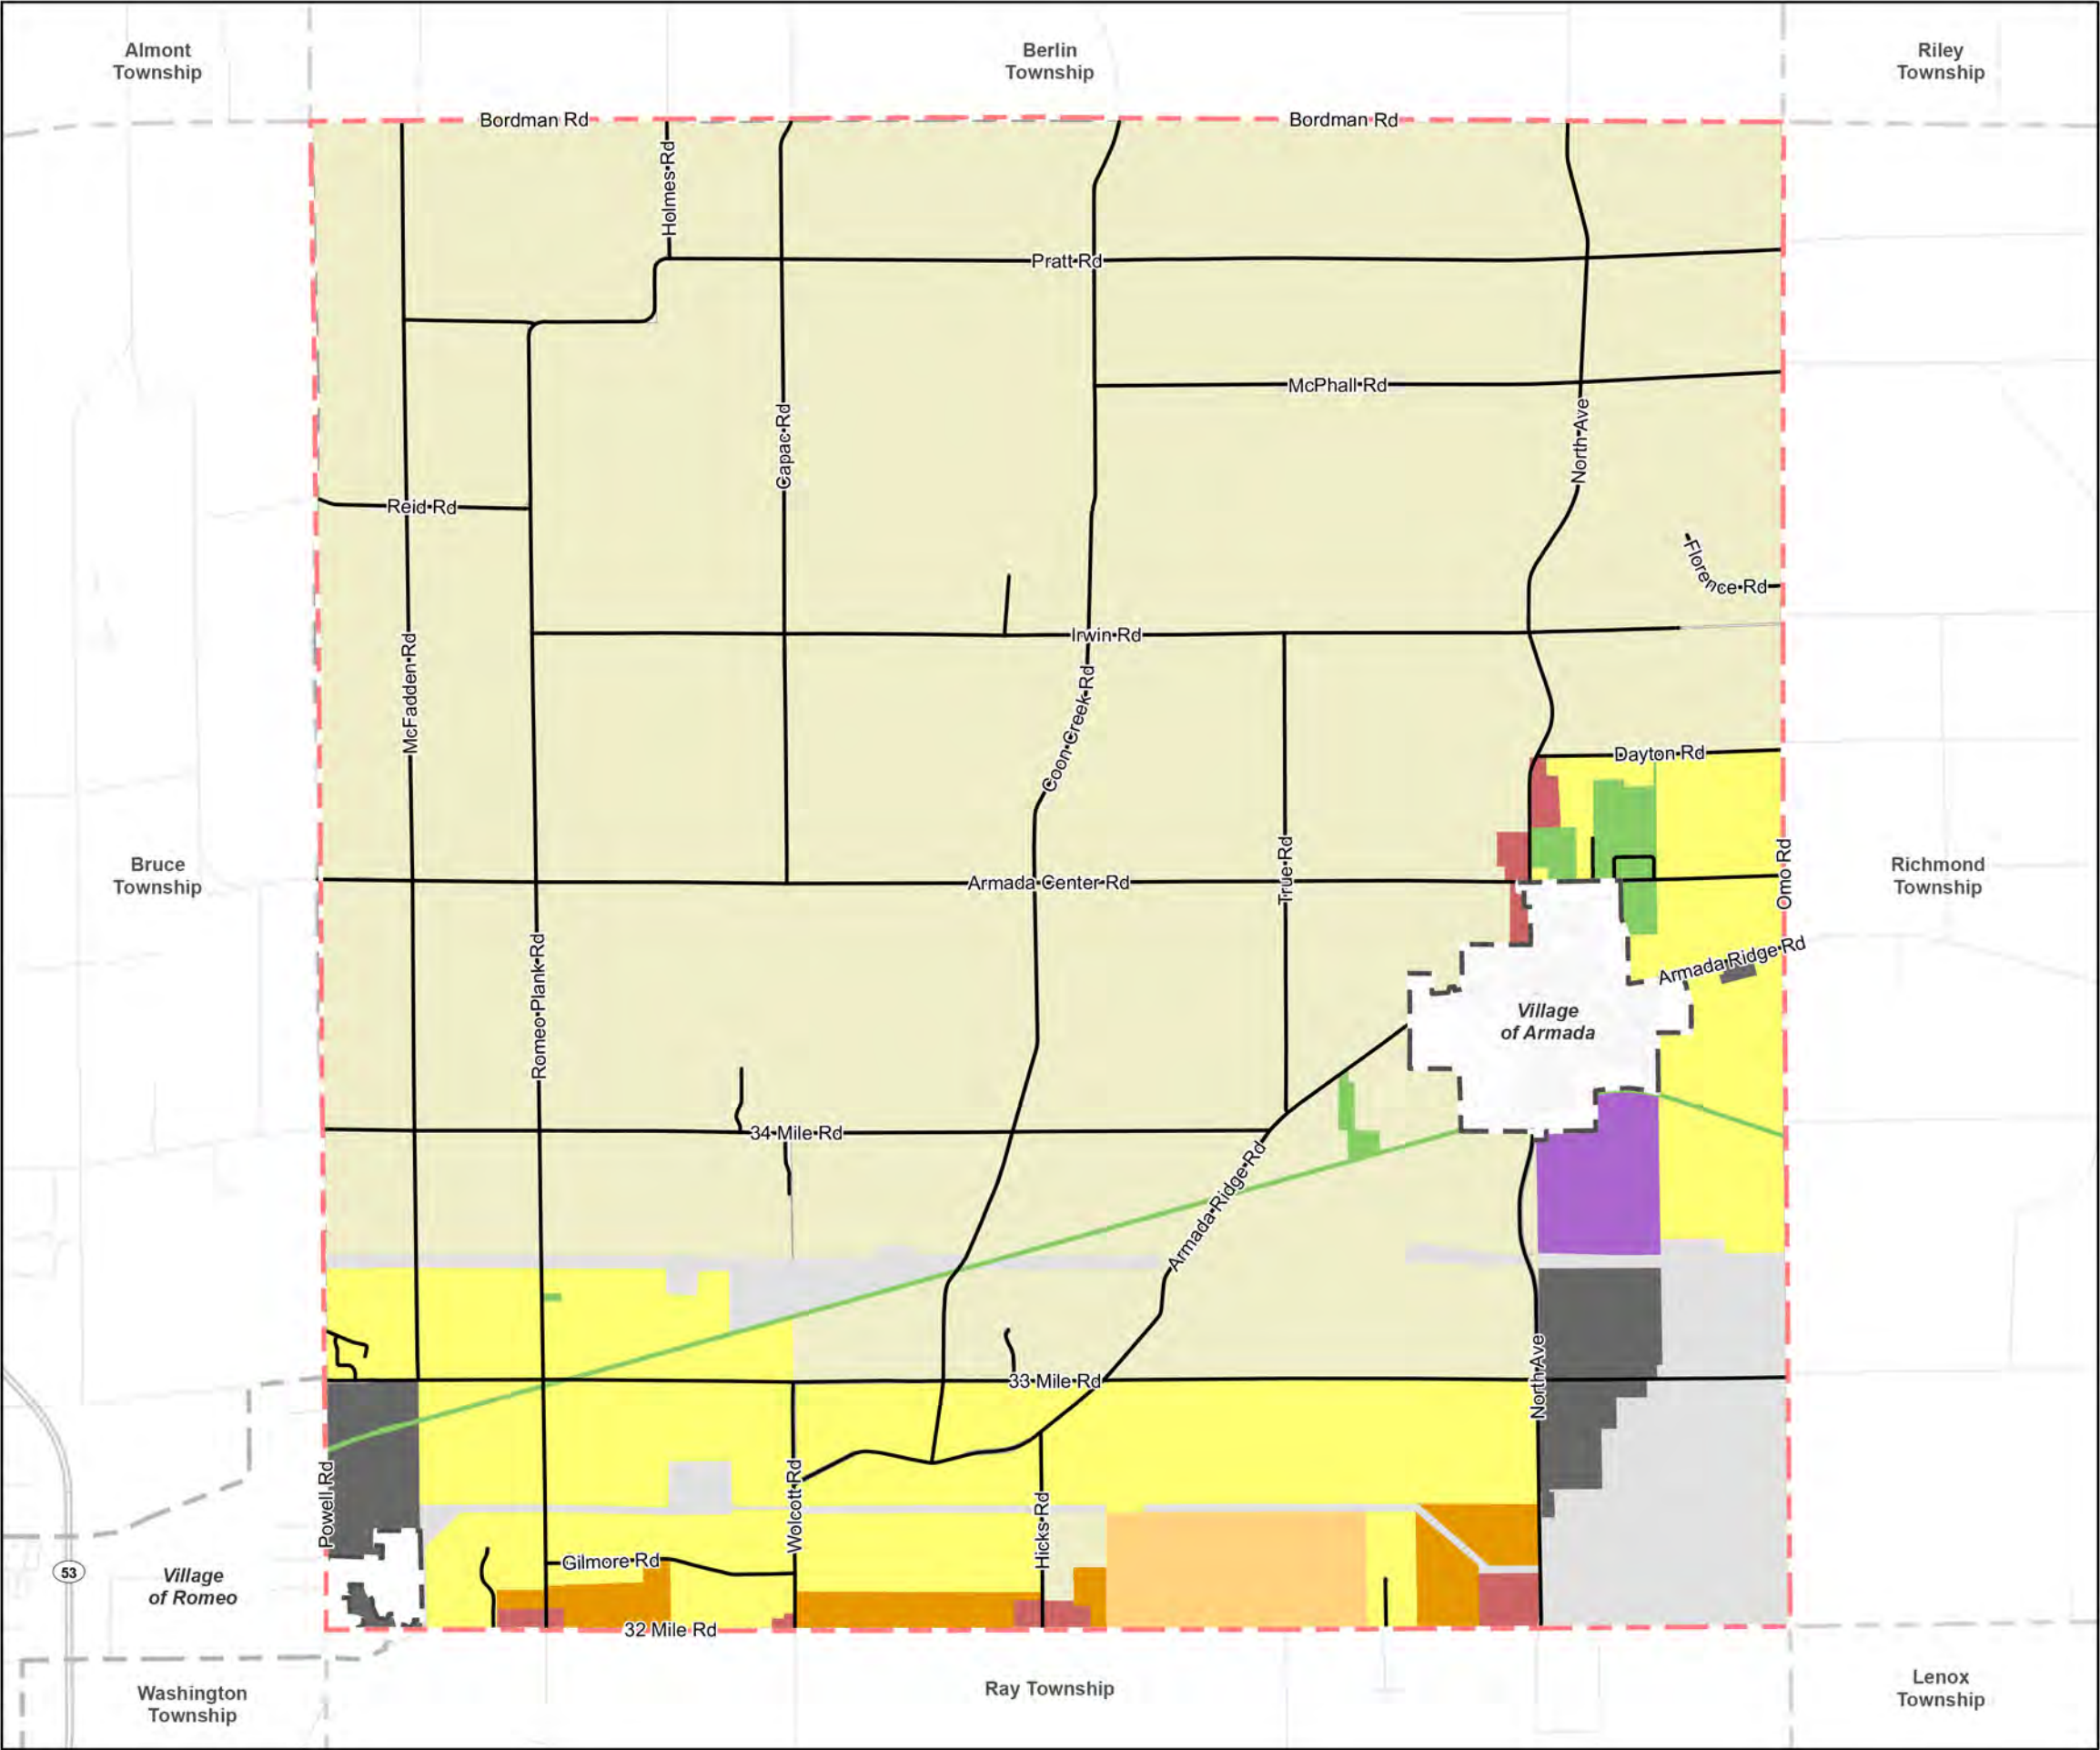 Almont
Township
Berlin
Township
Riley
Township
Bordman Rd
Bordman Rd
Holmes Rd
Pratt Rd
McPhall Rd
Capac Rd
North Ave
Reid Rd
Florence Rd
Irwin Rd
McFadden Rd
Coon Creek Rd
Dayton Rd
Bruce
Township
True Rd
Omo Rd
Richmond
Township
Armada Center Rd
Romeo Plank Rd
Armada Ridge Rd
Village
of Armada
34 Mile Rd
Armada Ridge Rd
33 Mile Rd
North Ave
Powell Rd
Wolcott Rd
Hicks Rd
Gilmore Rd
53
Village
of Romeo
32 Mile Rd
Washington
Township
Ray Township
Lenox
Township